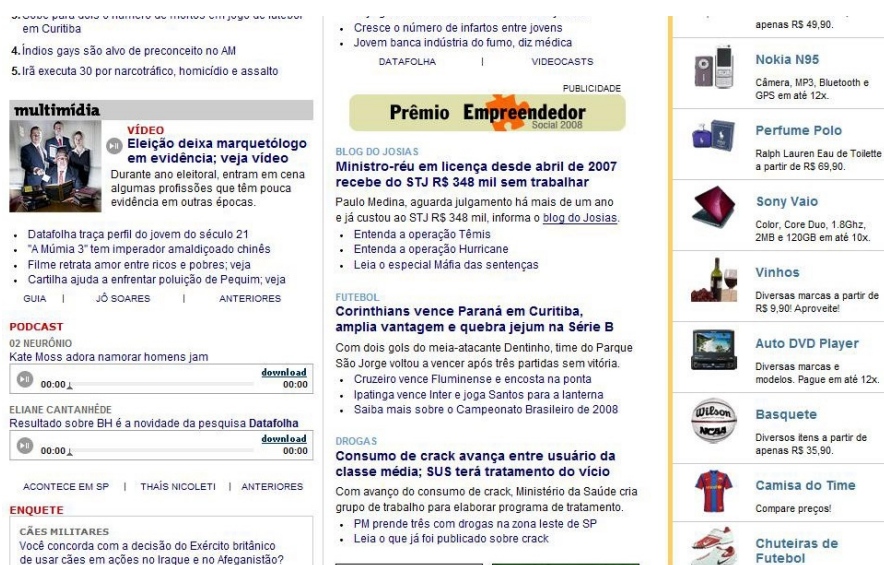 3. Sobe para dois o número de mortos em jogo de futebol
em Curitiba
4. Índios gays são alvo de preconceito no AM
5. Irã executa 30 por narcotráfico, homicídio e assalto
multimídia
VÍDEO
Eleição deixa marquetólogo
em evidência; veja vídeo
Durante ano eleitoral, entram em cena
algumas profissões que têm pouca
evidência em outras épocas.
Datafolha traça perfil do jovem do século 21
"A Múmia 3" tem imperador amaldiçoado chinês
Filme retrata amor entre ricos e pobres; veja
Cartilha ajuda a enfrentar poluição de Pequim; veja
GUIA | JÔ SOARES | ANTERIORES
PODCAST
02 NEURÔNIO
Kate Moss adora namorar homens jam
download
00:00 00:00
ELIANE CANTANHÊDE
Resultado sobre BH é a novidade da pesquisa Datafolha
download
00:00 00:00
ACONTECE EM SP | THAÍS NICOLETI | ANTERIORES
ENQUETE
CÃES MILITARES
Você concorda com a decisão do Exército britânico
de usar cães em ações no Iraque e no Afeganistão?
Cresce o número de infartos entre jovens
Jovem banca indústria do fumo, diz médica
DATAFOLHA | VIDEOCASTS
PUBLICIDADE
Prêmio Empreendedor
Social 2008
BLOG DO JOSIAS
Ministro-réu em licença desde abril de 2007
recebe do STJ R$ 348 mil sem trabalhar
Paulo Medina, aguarda julgamento há mais de um ano
e já custou ao STJ R$ 348 mil, informa o blog do Josias.
Entenda a operação Têmis
Entenda a operação Hurricane
Leia o especial Máfia das sentenças
FUTEBOL
Corinthians vence Paraná em Curitiba,
amplia vantagem e quebra jejum na Série B
Com dois gols do meia-atacante Dentinho, time do Parque
São Jorge voltou a vencer após três partidas sem vitória.
Cruzeiro vence Fluminense e encosta na ponta
Ipatinga vence Inter e joga Santos para a lanterna
Saiba mais sobre o Campeonato Brasileiro de 2008
DROGAS
Consumo de crack avança entre usuário da
classe média; SUS terá tratamento do vício
Com avanço do consumo de crack, Ministério da Saúde cria
grupo de trabalho para elaborar programa de tratamento.
PM prende três com drogas na zona leste de SP
Leia o que já foi publicado sobre crack
apenas R$ 49,90.
Nokia N95
Câmera, MP3, Bluetooth e
GPS em até 12x.
Perfume Polo
Ralph Lauren Eau de Toilette
a partir de R$ 69,90.
Sony Vaio
Color, Core Duo, 1.8Ghz,
2MB e 120GB em até 10x.
Vinhos
Diversas marcas a partir de
R$ 9,90! Aproveite!
Auto DVD Player
Diversas marcas e
modelos. Pague em até 12x.
Wilson
NCAA
Basquete
Diversos itens a partir de
apenas R$ 35,90.
Camisa do Time
Compare preços!
Chuteiras de
Futebol